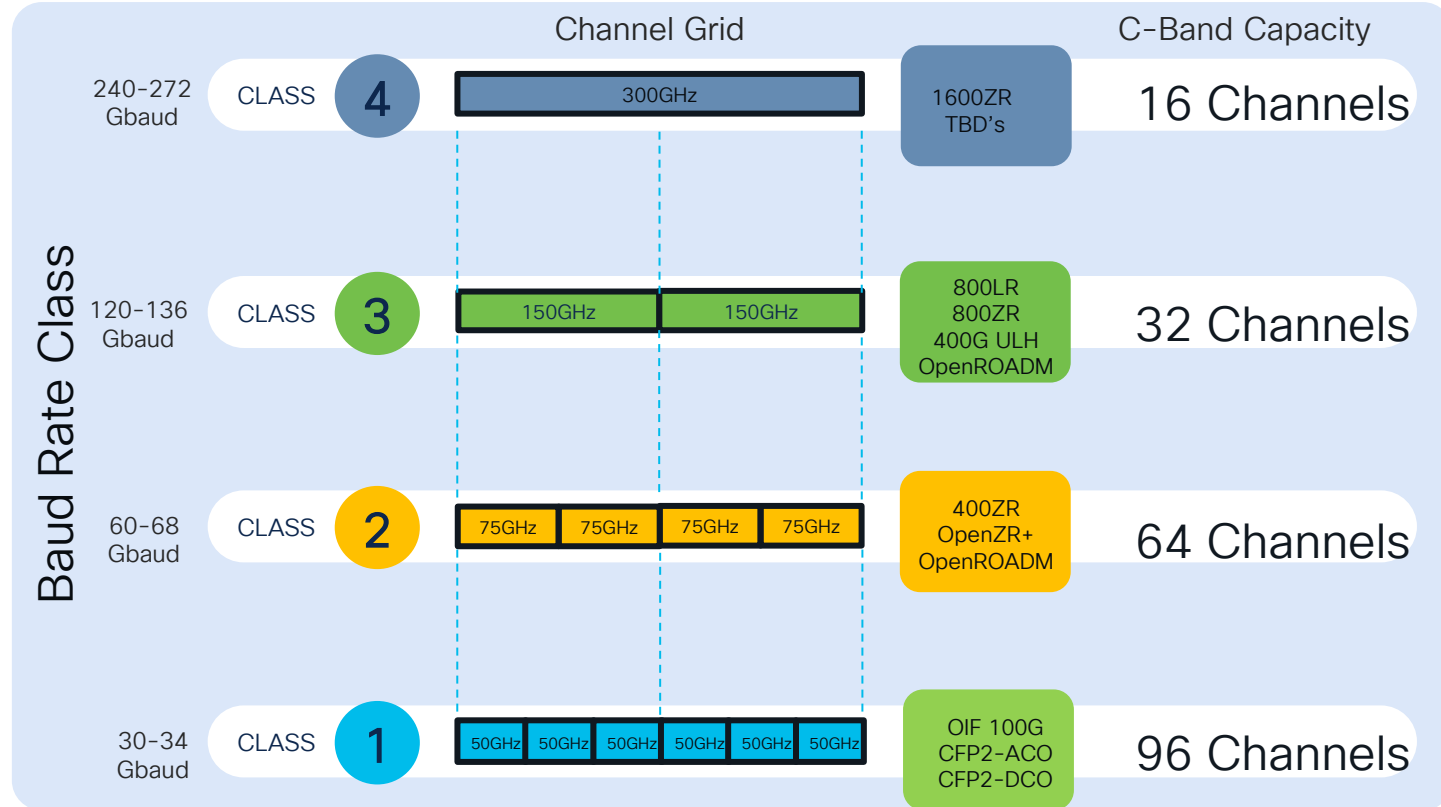 Channel Grid
C-Band Capacity
Baud Rate Class
240-272
Gbaud
CLASS
4
300GHz
1600ZR
TBD's
16 Channels
120-136
Gbaud
CLASS
3
150GHz
150GHz
800LR
800ZR
400G ULH
OpenROADM
32 Channels
60-68
Gbaud
CLASS
2
75GHz
75GHz
75GHz
75GHz
400ZR
OpenZR+
OpenROADM
64 Channels
30-34
Gbaud
CLASS
1
50GHz
50GHz
50GHz
50GHz
50GHz
50GHz
OIF 100G
CFP2-ACO
CFP2-DCO
96 Channels